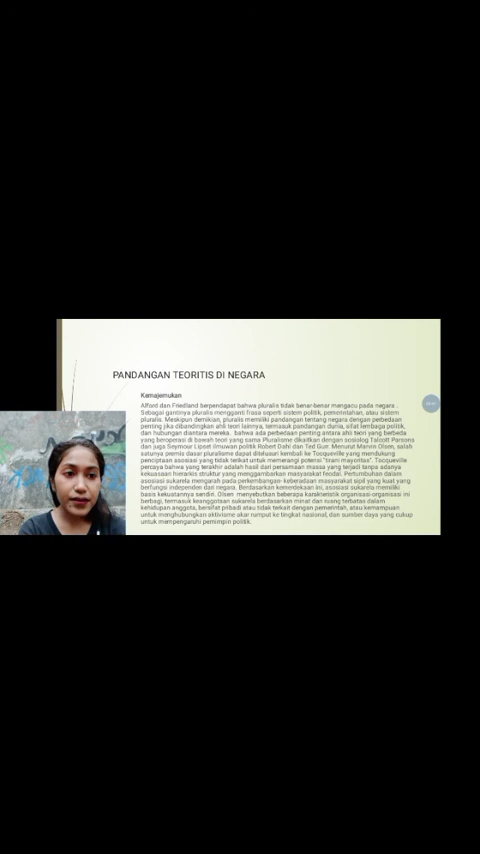 PANDANGAN TEORITIS DI NEGARA
Kemajemukan
Alford dan Friedland berpendapat bahwa pluralis tidak benar-benar mengacu pada negara .
Sebagai gantinya pluralis mengganti frasa seperti sistem politik, pemerintahan, atau sistem
pluralis. Meskipun demikian, pluralis memiliki pandangan tentang negara dengan perbedaan
penting jika dibandingkan ahli teori lainnya, termasuk pandangan dunia, sifat lembaga politik,
dan hubungan diantara mereka. bahwa ada perbedaan penting antara ahli teori yang berbeda
yang beroperasi di bawah teori yang sama Pluralisme dikaitkan dengan sosiolog Talcott Parsons
dan juga Seymour Lipset ilmuwan politik Robert Dahl dan Ted Gurr. Menurut Marvin Olsen, salah
satunya premis dasar pluralisme dapat ditelusuri kembali ke Tocqueville yang mendukung
penciptaan asosiasi yang tidak terikat untuk memerangi potensi "tirani mayoritas". Tocqueville
percaya bahwa yang terakhir adalah hasil dari persamaan massa yang terjadi tanpa adanya
kekuasaan hierarkis struktur yang menggambarkan masyarakat feodal. Pertumbuhan dalam
asosiasi sukarela mengarah pada perkembangan- keberadaan masyarakat sipil yang kuat yang
berfungsi independen dari negara. Berdasarkan kemerdekaan ini, asosiasi sukarela memiliki
basis kekuatannya sendiri. Olsen menyebutkan beberapa karakteristik organisasi-organisasi ini
berbagi, termasuk keanggotaan sukarela berdasarkan minat dan ruang terbatas dalam
kehidupan anggota, bersifat pribadi atau tidak terkait dengan pemerintah, atau kemampuan
untuk menghubungkan aktivisme akar rumput ke tingkat nasional, dan sumber daya yang cukup
untuk mempengaruhi pemimpin politik.